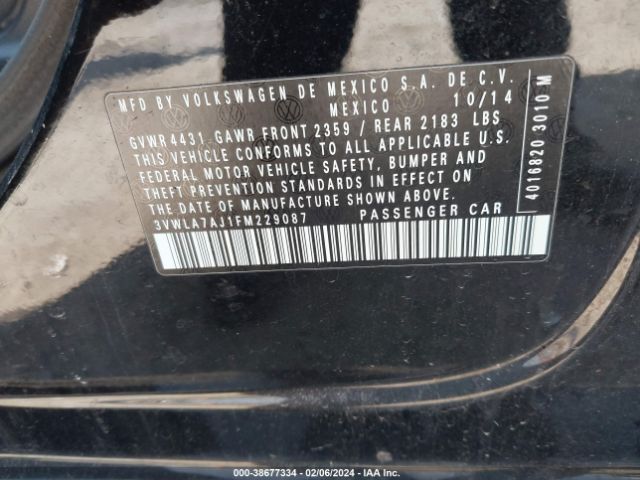 MFD BY VOLKSWAGEN DE MEXICO S.A. DE C.V.
MEXICO 10/14
GVWR 4431 GAWR FRONT 2359 / REAR 2183 LBS
THIS VEHICLE CONFORMS TO ALL APPLICABLE U.S.
FEDERAL MOTOR VEHICLE SAFETY, BUMPER AND
THEFT PREVENTION STANDARDS IN EFFECT ON
THE DATE OF MANUFACTURE SHOWN ABOVE.
3VWLA7AJ1FM229087 PASSENGER CAR
4016820 3010 M
000-38677334 - 02/06/2024 - IAA Inc.